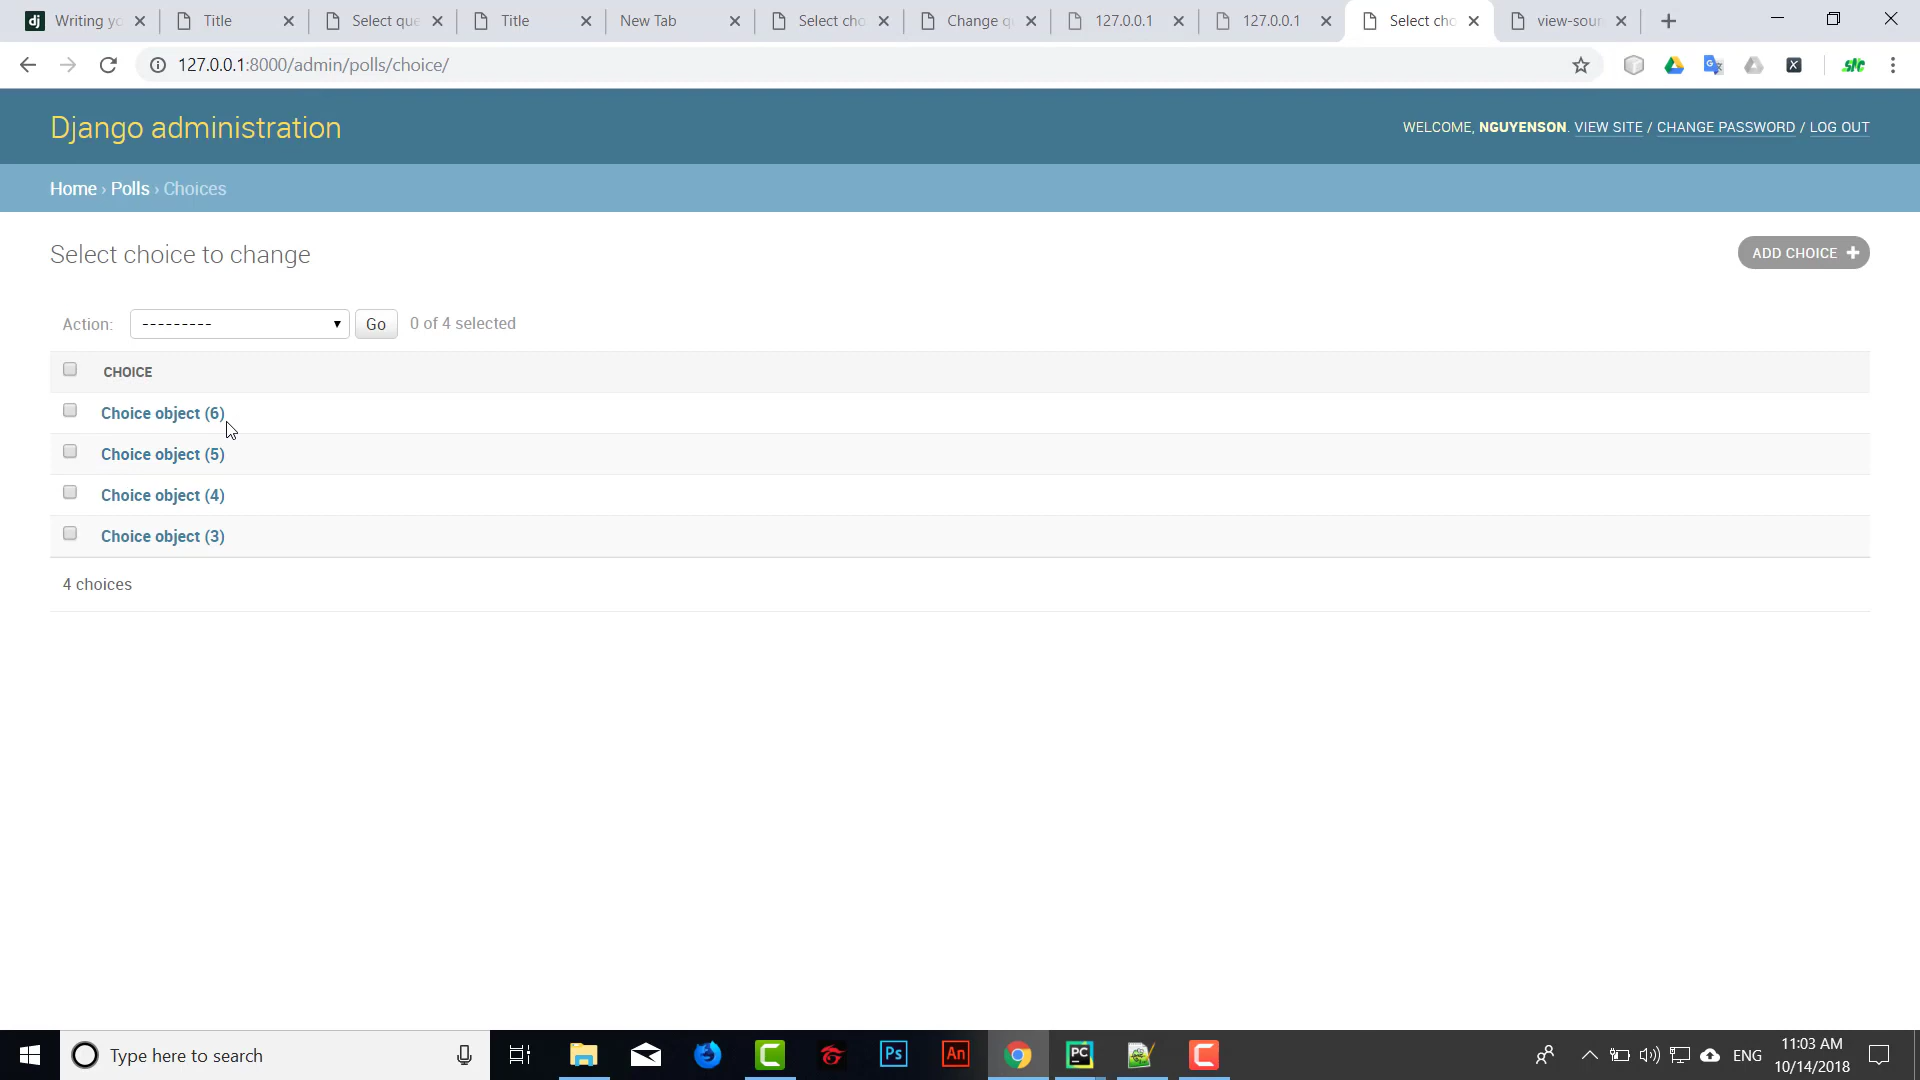 Writing yo
Title
Select que
Title
New Tab
Select cho
Change q
127.0.0.1
127.0.0.1
Select cho
view-sour
127.0.0.1:8000/admin/polls/choice/
Django administration
WELCOME, NGUYENSON. VIEW SITE / CHANGE PASSWORD / LOG OUT
Home › Polls › Choices
Select choice to change
ADD CHOICE +
Action: --------- Go 0 of 4 selected
CHOICE
Choice object (6)
Choice object (5)
Choice object (4)
Choice object (3)
4 choices
Type here to search
ENG
11:03 AM
10/14/2018